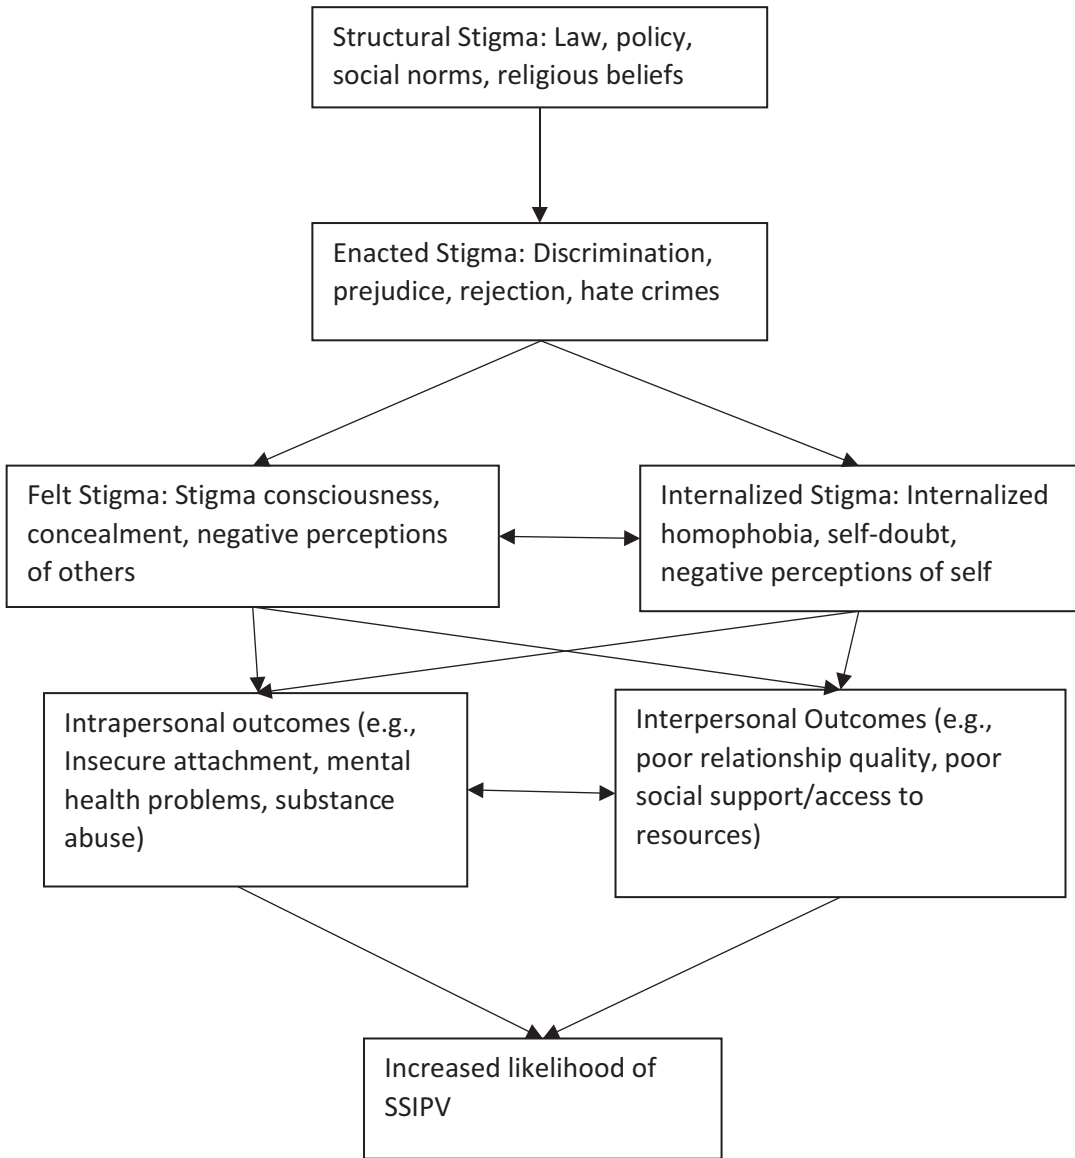 Structural Stigma: Law, policy,
social norms, religious beliefs
Enacted Stigma: Discrimination,
prejudice, rejection, hate crimes
Felt Stigma: Stigma consciousness,
concealment, negative perceptions
of others
Internalized Stigma: Internalized
homophobia, self-doubt,
negative perceptions of self
Intrapersonal outcomes (e.g.,
Insecure attachment, mental
health problems, substance
abuse)
Interpersonal Outcomes (e.g.,
poor relationship quality, poor
social support/access to
resources)
Increased likelihood of
SSIPV